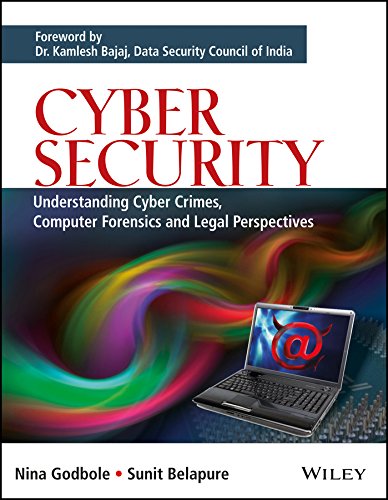 Foreword by
Dr. Kamlesh Bajaj, Data Security Council of India
CYBER
SECURITY
Understanding Cyber Crimes,
Computer Forensics and Legal Perspectives
@
Nina Godbole • Sunit Belapure
WILEY